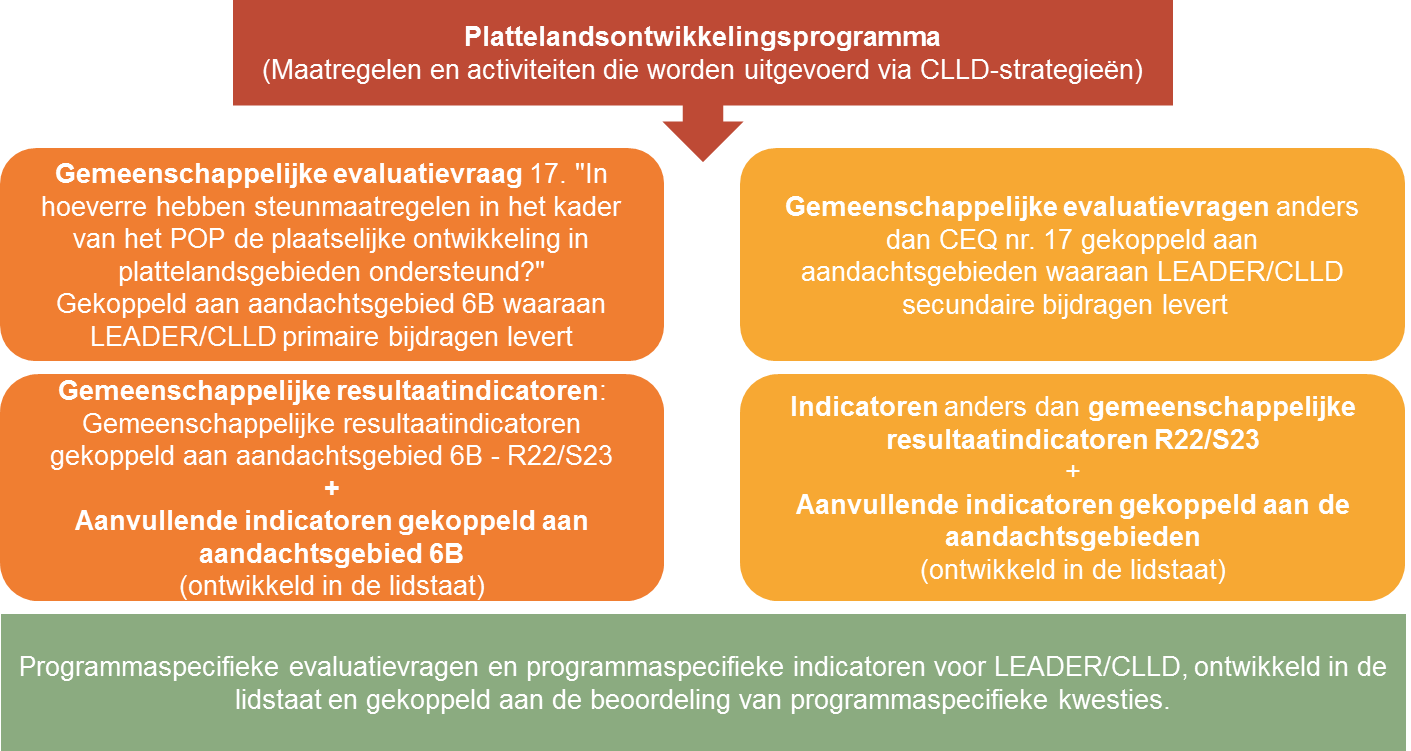 Plattelandsontwikkelingsprogramma
(Maatregelen en activiteiten die worden uitgevoerd via CLLD-strategieën)
Gemeenschappelijke evaluatievraag 17. "In
hoeverre hebben steunmaatregelen in het kader
van het POP de plaatselijke ontwikkeling in
plattelandsgebieden ondersteund?"
Gekoppeld aan aandachtsgebied 6B waaraan
LEADER/CLLD primaire bijdragen levert
Gemeenschappelijke evaluatievragen anders
dan CEQ nr. 17 gekoppeld aan
aandachtsgebieden waaraan LEADER/CLLD
secundaire bijdragen levert
Gemeenschappelijke resultaatindicatoren:
Gemeenschappelijke resultaatindicatoren
gekoppeld aan aandachtsgebied 6B - R22/S23
+
Aanvullende indicatoren gekoppeld aan
aandachtsgebied 6B
(ontwikkeld in de lidstaat)
Indicatoren anders dan gemeenschappelijke
resultaatindicatoren R22/S23
+
Aanvullende indicatoren gekoppeld aan de
aandachtsgebieden
(ontwikkeld in de lidstaat)
Programmaspecifieke evaluatievragen en programmaspecifieke indicatoren voor LEADER/CLLD, ontwikkeld in de
lidstaat en gekoppeld aan de beoordeling van programmaspecifieke kwesties.